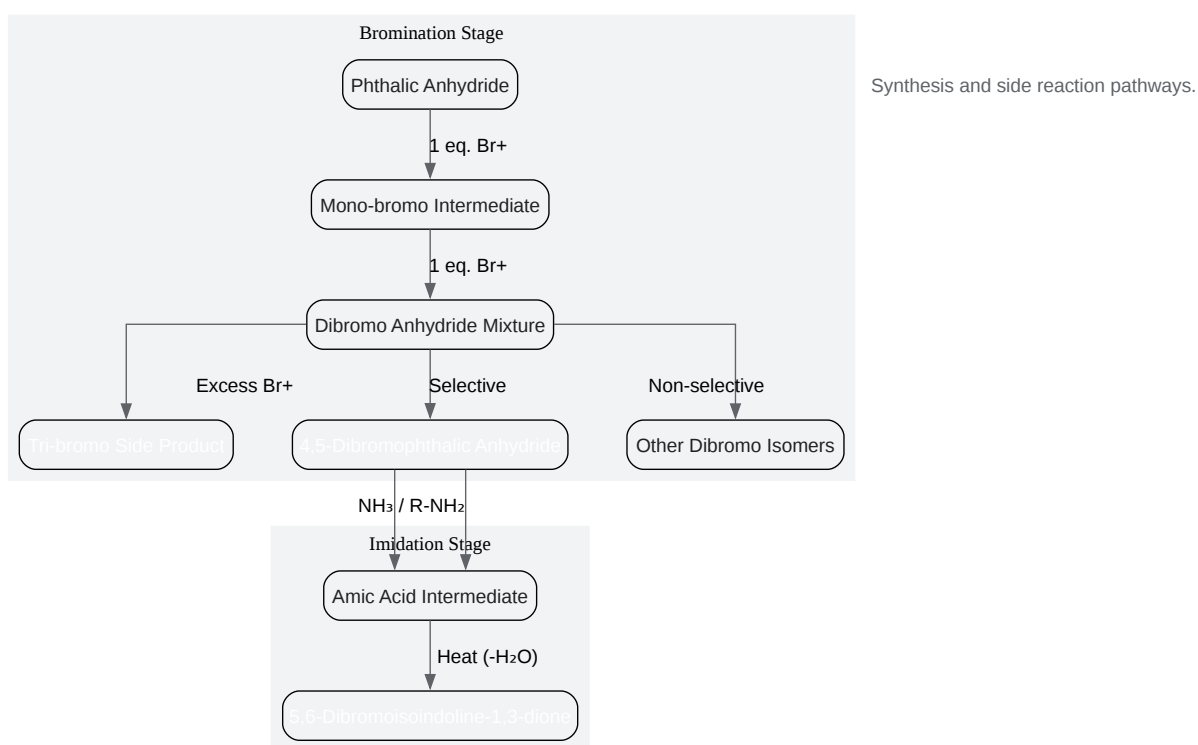 Bromination Stage
Phthalic Anhydride
Synthesis and side reaction pathways.
1 eq. Br+
Mono-bromo Intermediate
1 eq. Br+
Dibromo Anhydride Mixture
Excess Br+
Selective
Non-selective
Tri-bromo Side Product
4,5-Dibromophthalic Anhydride
Other Dibromo Isomers
NH₃ / R-NH₂
Imidation Stage
Amic Acid Intermediate
Heat (-H₂O)
5,6-Dibromoisoindoline-1,3-dione